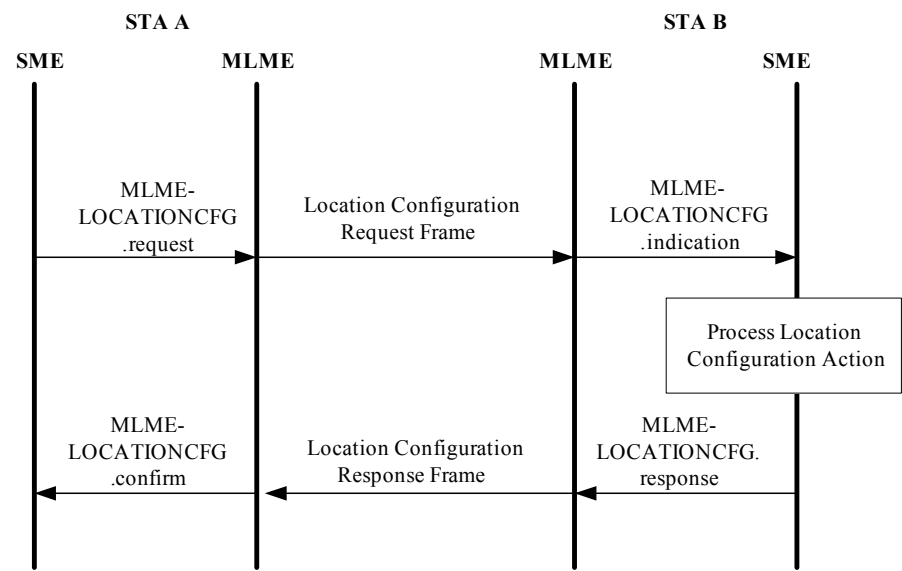 STA A
STA B
SME
MLME
MLME
SME
MLME-
LOCATIONCFG
.request
Location Configuration
Request Frame
MLME-
LOCATIONCFG
.indication
Process Location
Configuration Action
MLME-
LOCATIONCFG
.confirm
Location Configuration
Response Frame
MLME-
LOCATIONCFG.
response